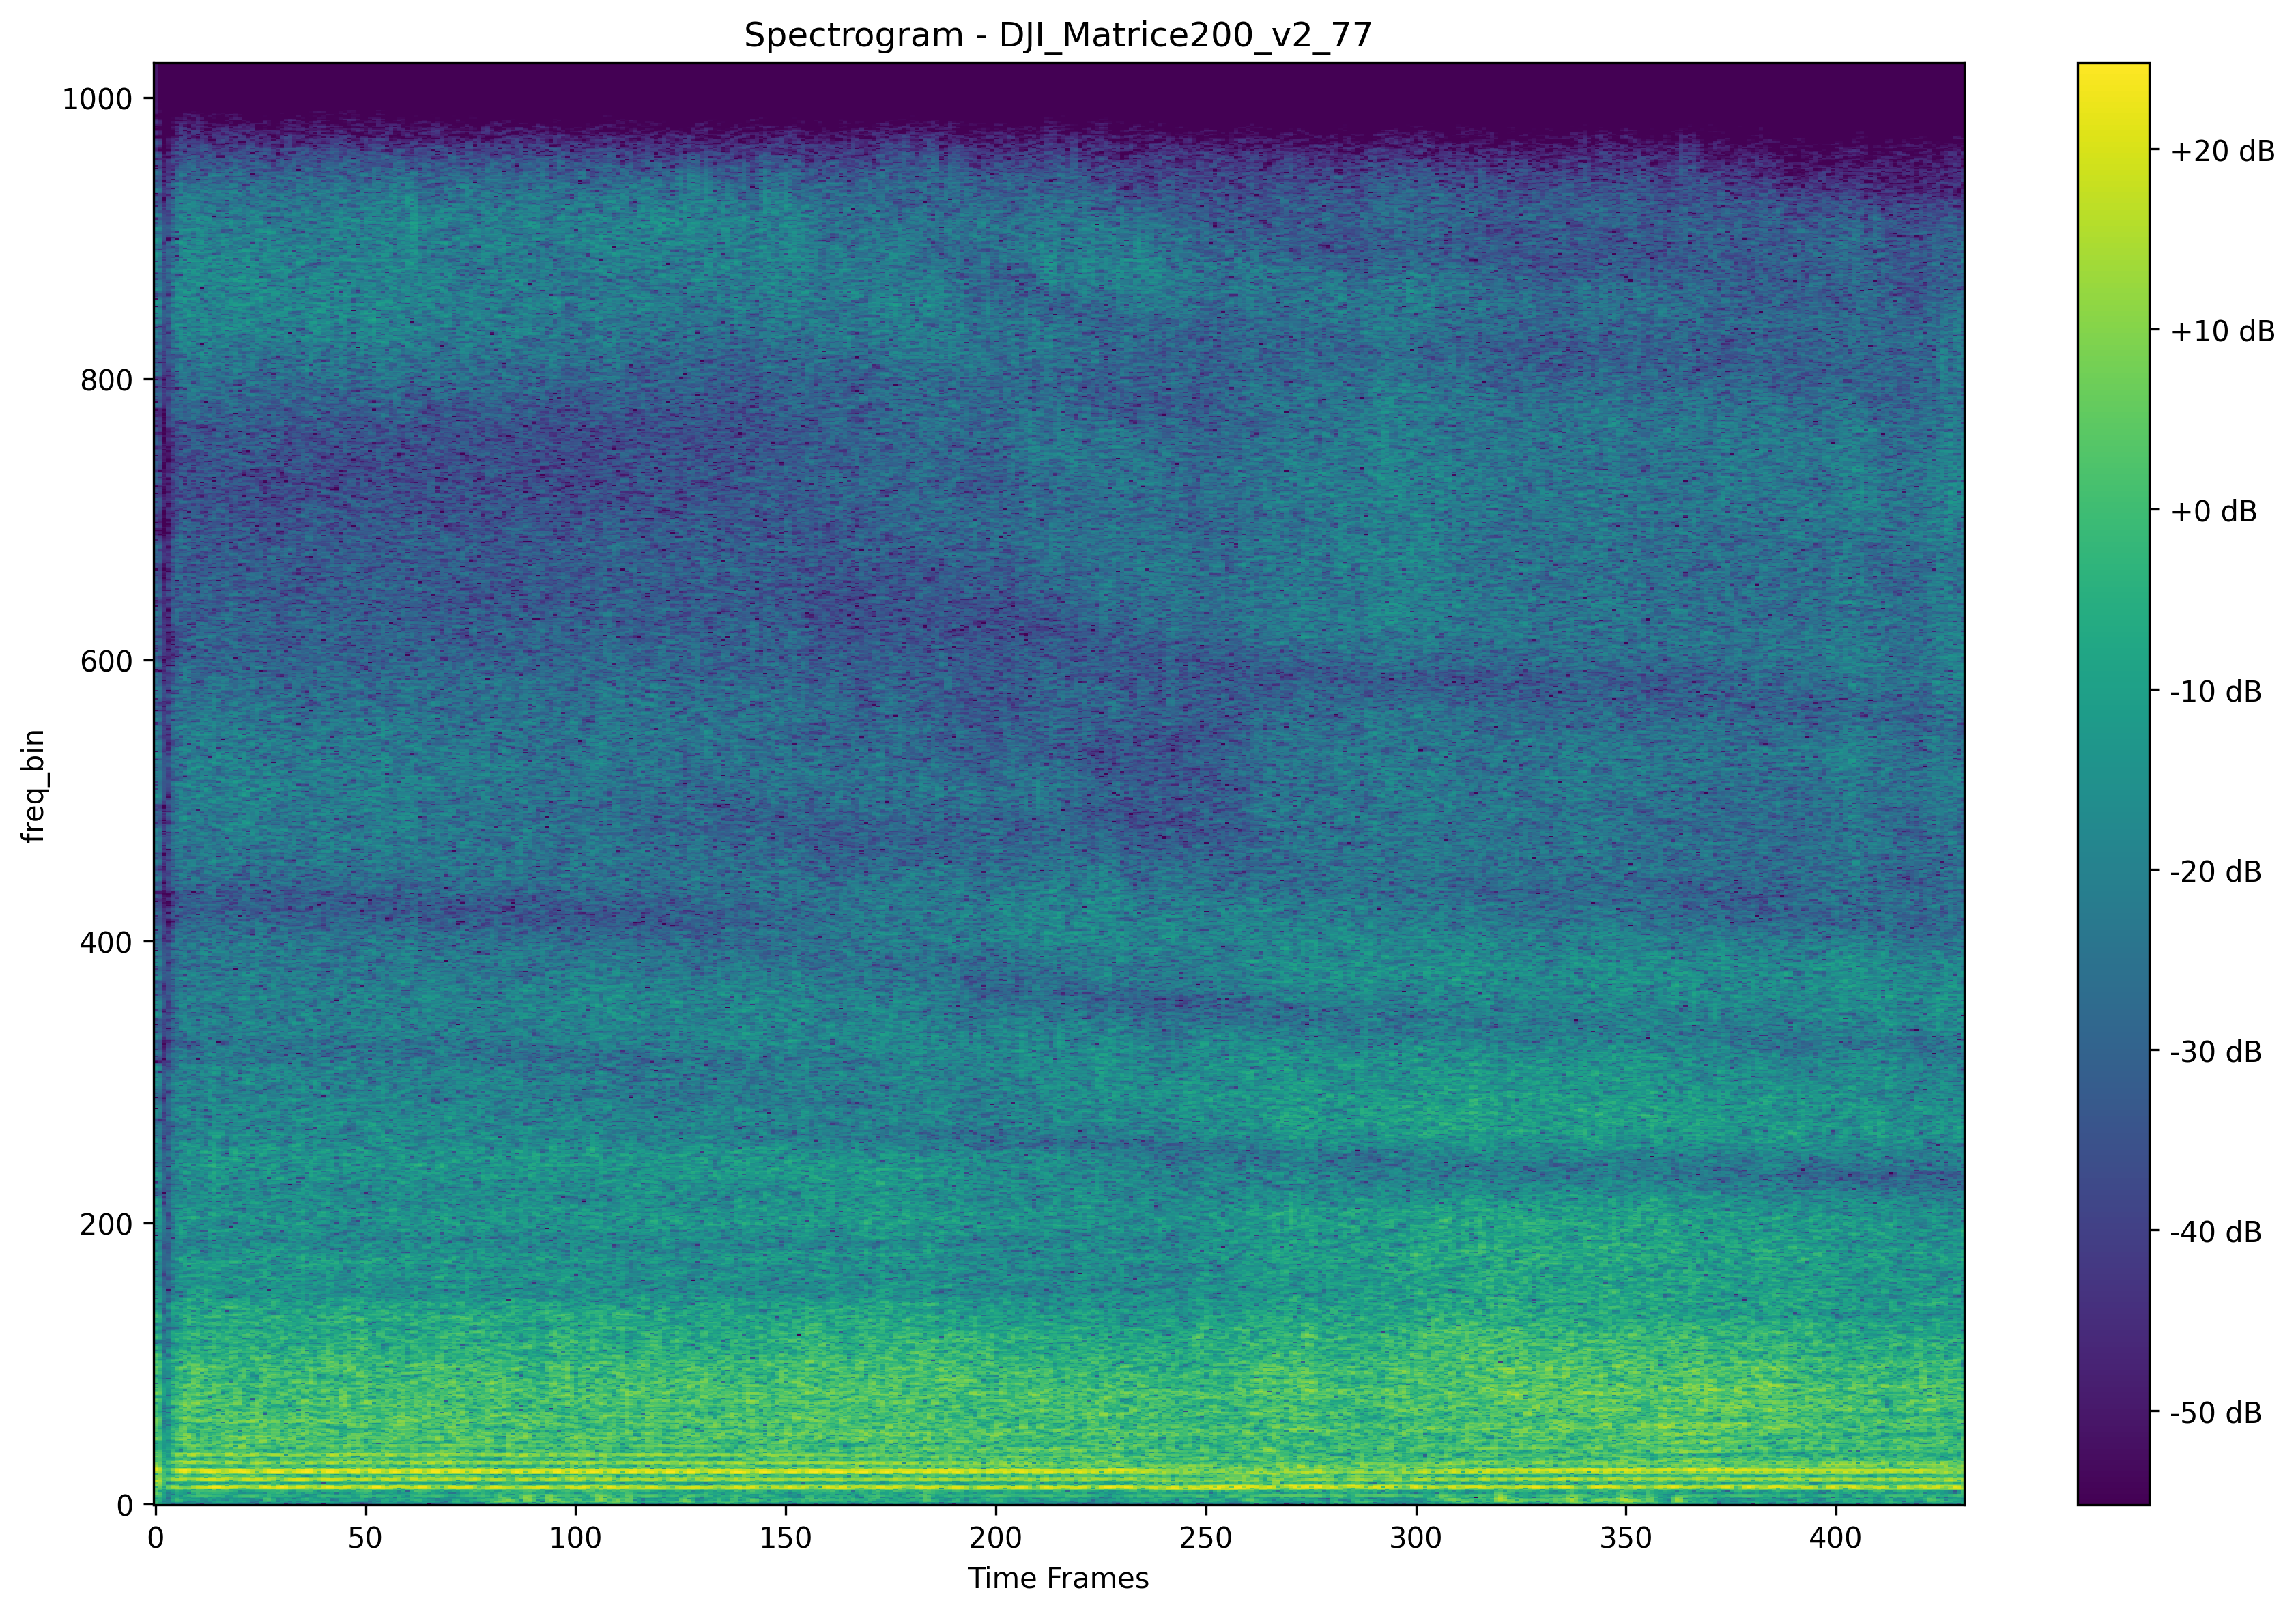 Spectrogram - DJI_Matrice200_v2_77
freq_bin
1000
800
600
400
200
0
0 50 100 150 200 250 300 350 400
Time Frames
+20 dB
+10 dB
+0 dB
-10 dB
-20 dB
-30 dB
-40 dB
-50 dB